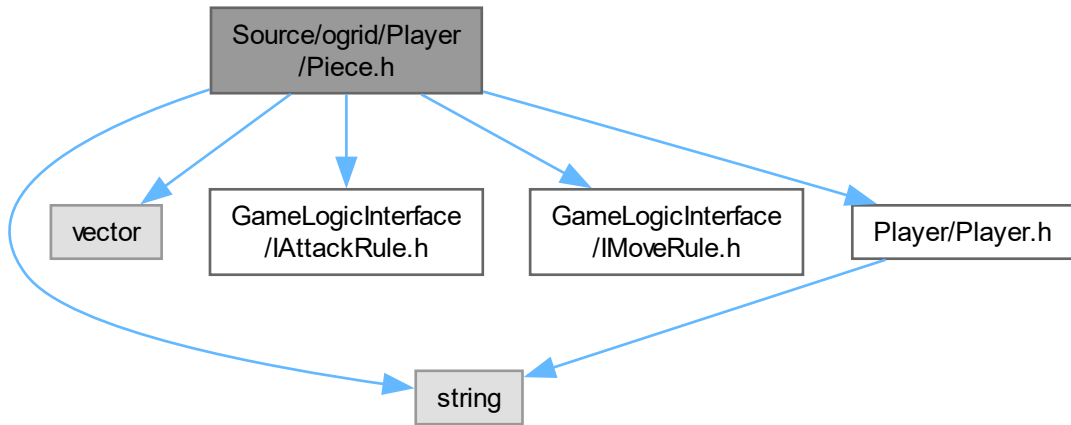 Source/ogrid/Player
/Piece.h
vector
GameLogicInterface
/IAttackRule.h
GameLogicInterface
/IMoveRule.h
Player/Player.h
string